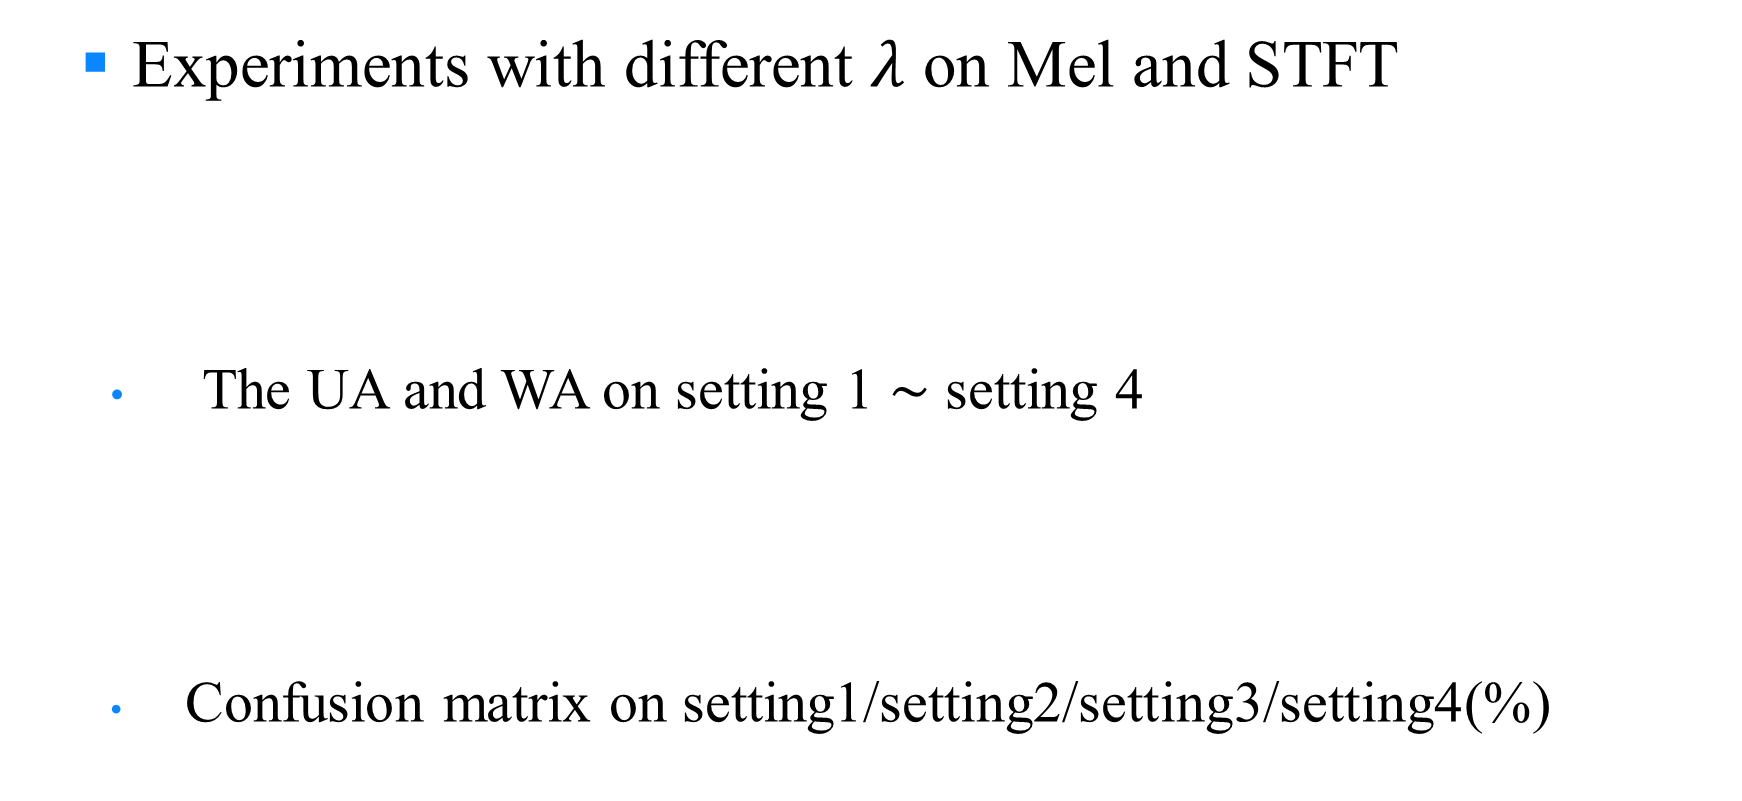 ▪ Experiments with different λ on Mel and STFT
• The UA and WA on setting 1 ~ setting 4
• Confusion matrix on setting1/setting2/setting3/setting4(%)